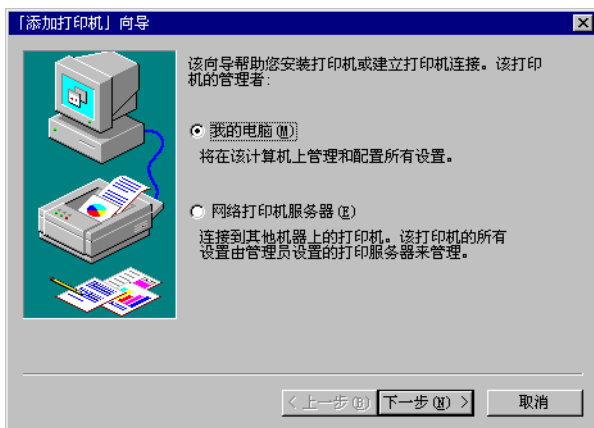 「添加打印机」向导
该向导帮助您安装打印机或建立打印机连接。该打印
机的管理者:
我的电脑(M)
将在该计算机上管理和配置所有设置。
网络打印机服务器(E)
连接到其他机器上的打印机。该打印机的所有
设置由管理员设置的打印服务器来管理。
< 上一步(B) 下一步(N) > 取消